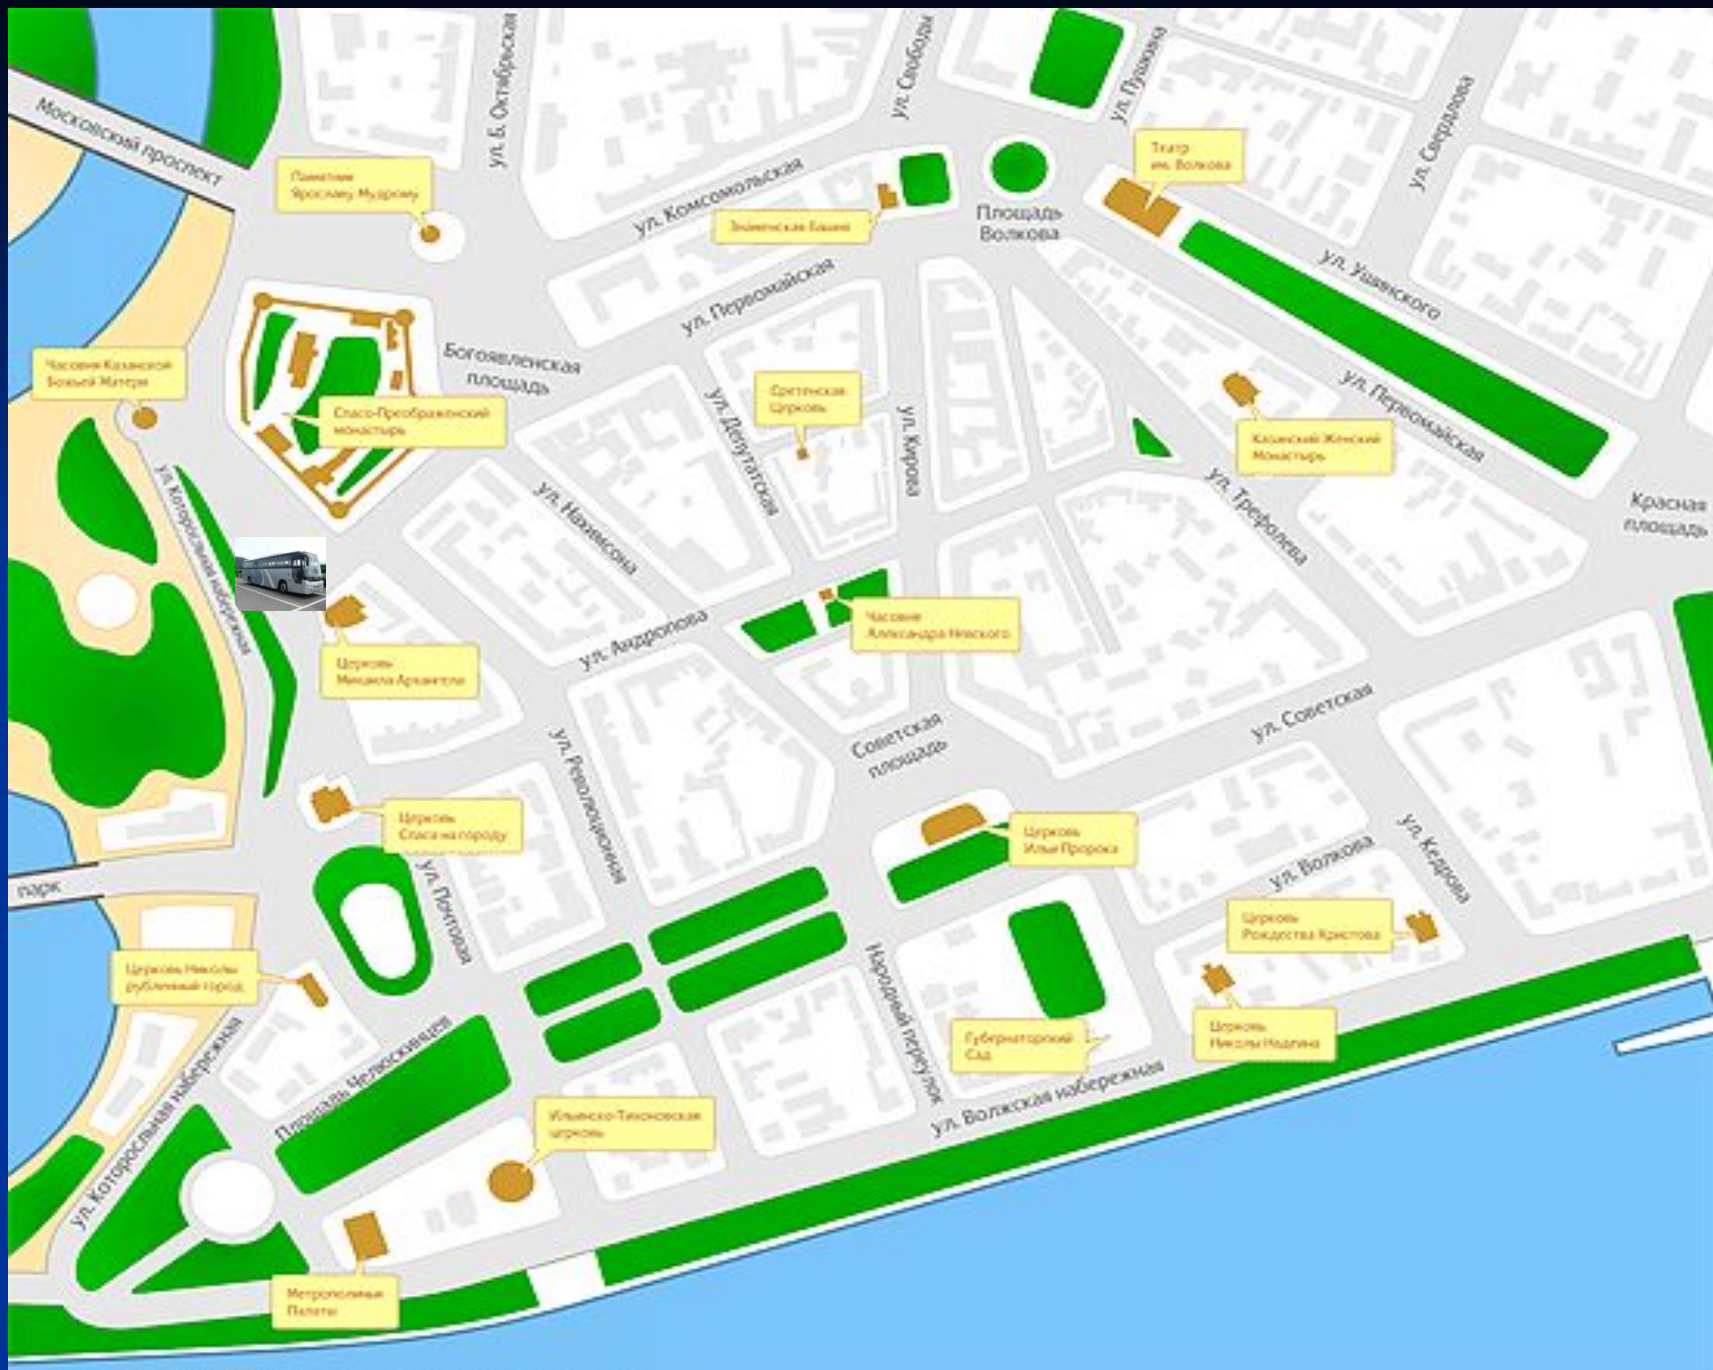 ул. Б. Октябрьская
ул. Свободы
ул. Пушкина
ул. Свердлова
Московский проспект
Памятник
Ярославу Мудрому
ул. Комсомольская
Знаменская Башня
Площадь
Волкова
Театр
им. Волкова
ул. Ушинского
ул. Первомайская
Богоявленская
площадь
Часовня Казанской
Божьей Матери
Спасо-Преображенский
монастырь
Сретенская
Церковь
ул. Депутатская
ул. Кирова
ул. Первомайская
Казанский Женский
Монастырь
ул. Трефолева
Красная
площадь
ул. Которосльная набережная
ул. Нахимсона
ул. Андропова
Часовня
Александра Невского
Церковь
Михаила Архангела
ул. Советская
Советская
площадь
ул. Революционная
Церковь
Спаса на городу
Церковь
Ильи Пророка
ул. Волкова
ул. Кедрова
парк
ул. Почтовая
Церковь
Рождества Христова
Церковь Николы
рубленный город
Народный переулок
Губернаторский
Сад
Церковь
Николы Надеина
ул. Которосльная набережная
Площадь Челюскинцев
ул. Волжская набережная
Ильинско-Тихоновская
церковь
Метрополичьи
Палаты